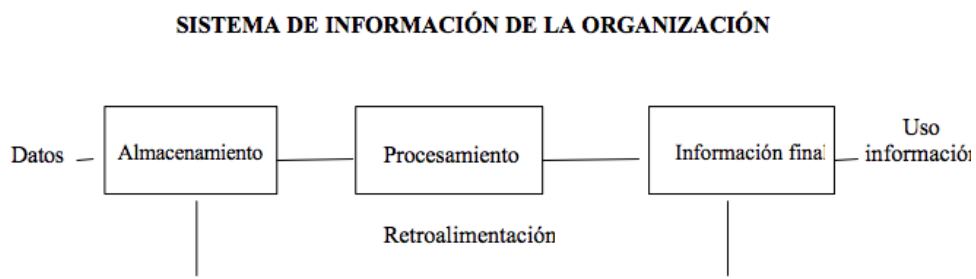 SISTEMA DE INFORMACIÓN DE LA ORGANIZACIÓN
Datos
Almacenamiento
Procesamiento
Información final
Uso
información
Retroalimentación